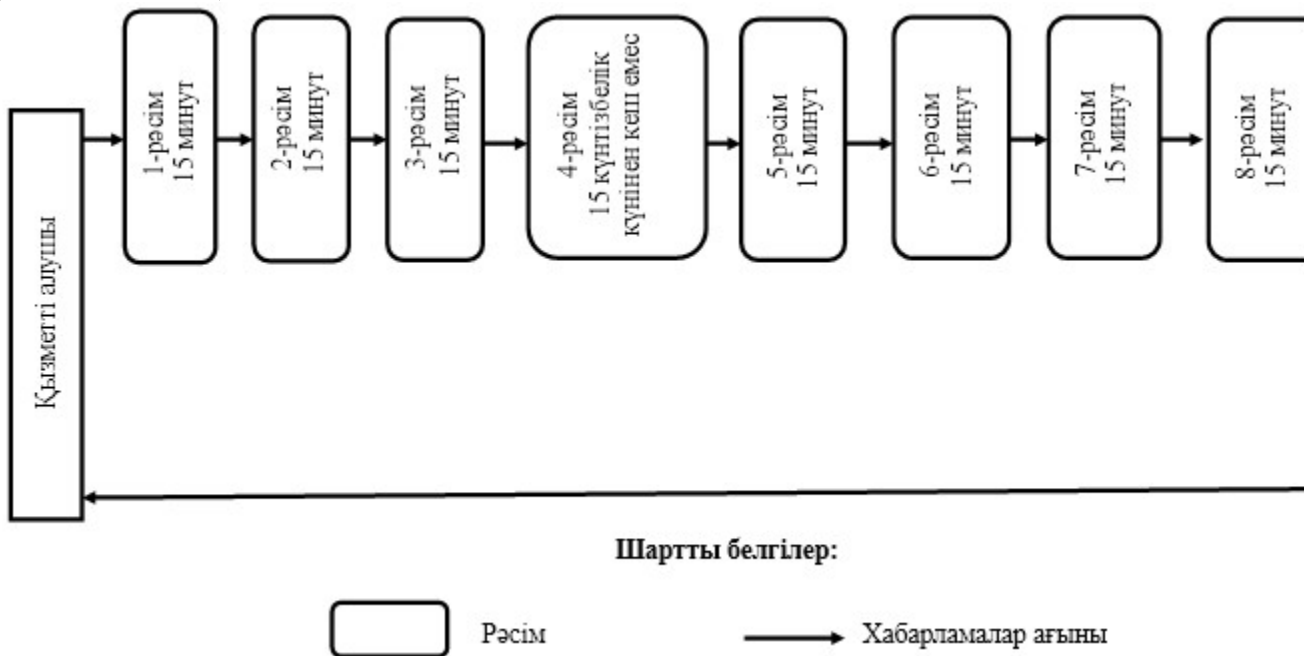 Қызметті алушы
1-рәсім
15 минут
2-рәсім
15 минут
3-рәсім
15 минут
4-рәсім
15 күнтізбелік
күнінен кеш емес
5-рәсім
15 минут
6-рәсім
15 минут
7-рәсім
15 минут
8-рәсім
15 минут
Шартты белгілер:
Рәсім
Хабарламалар ағыны